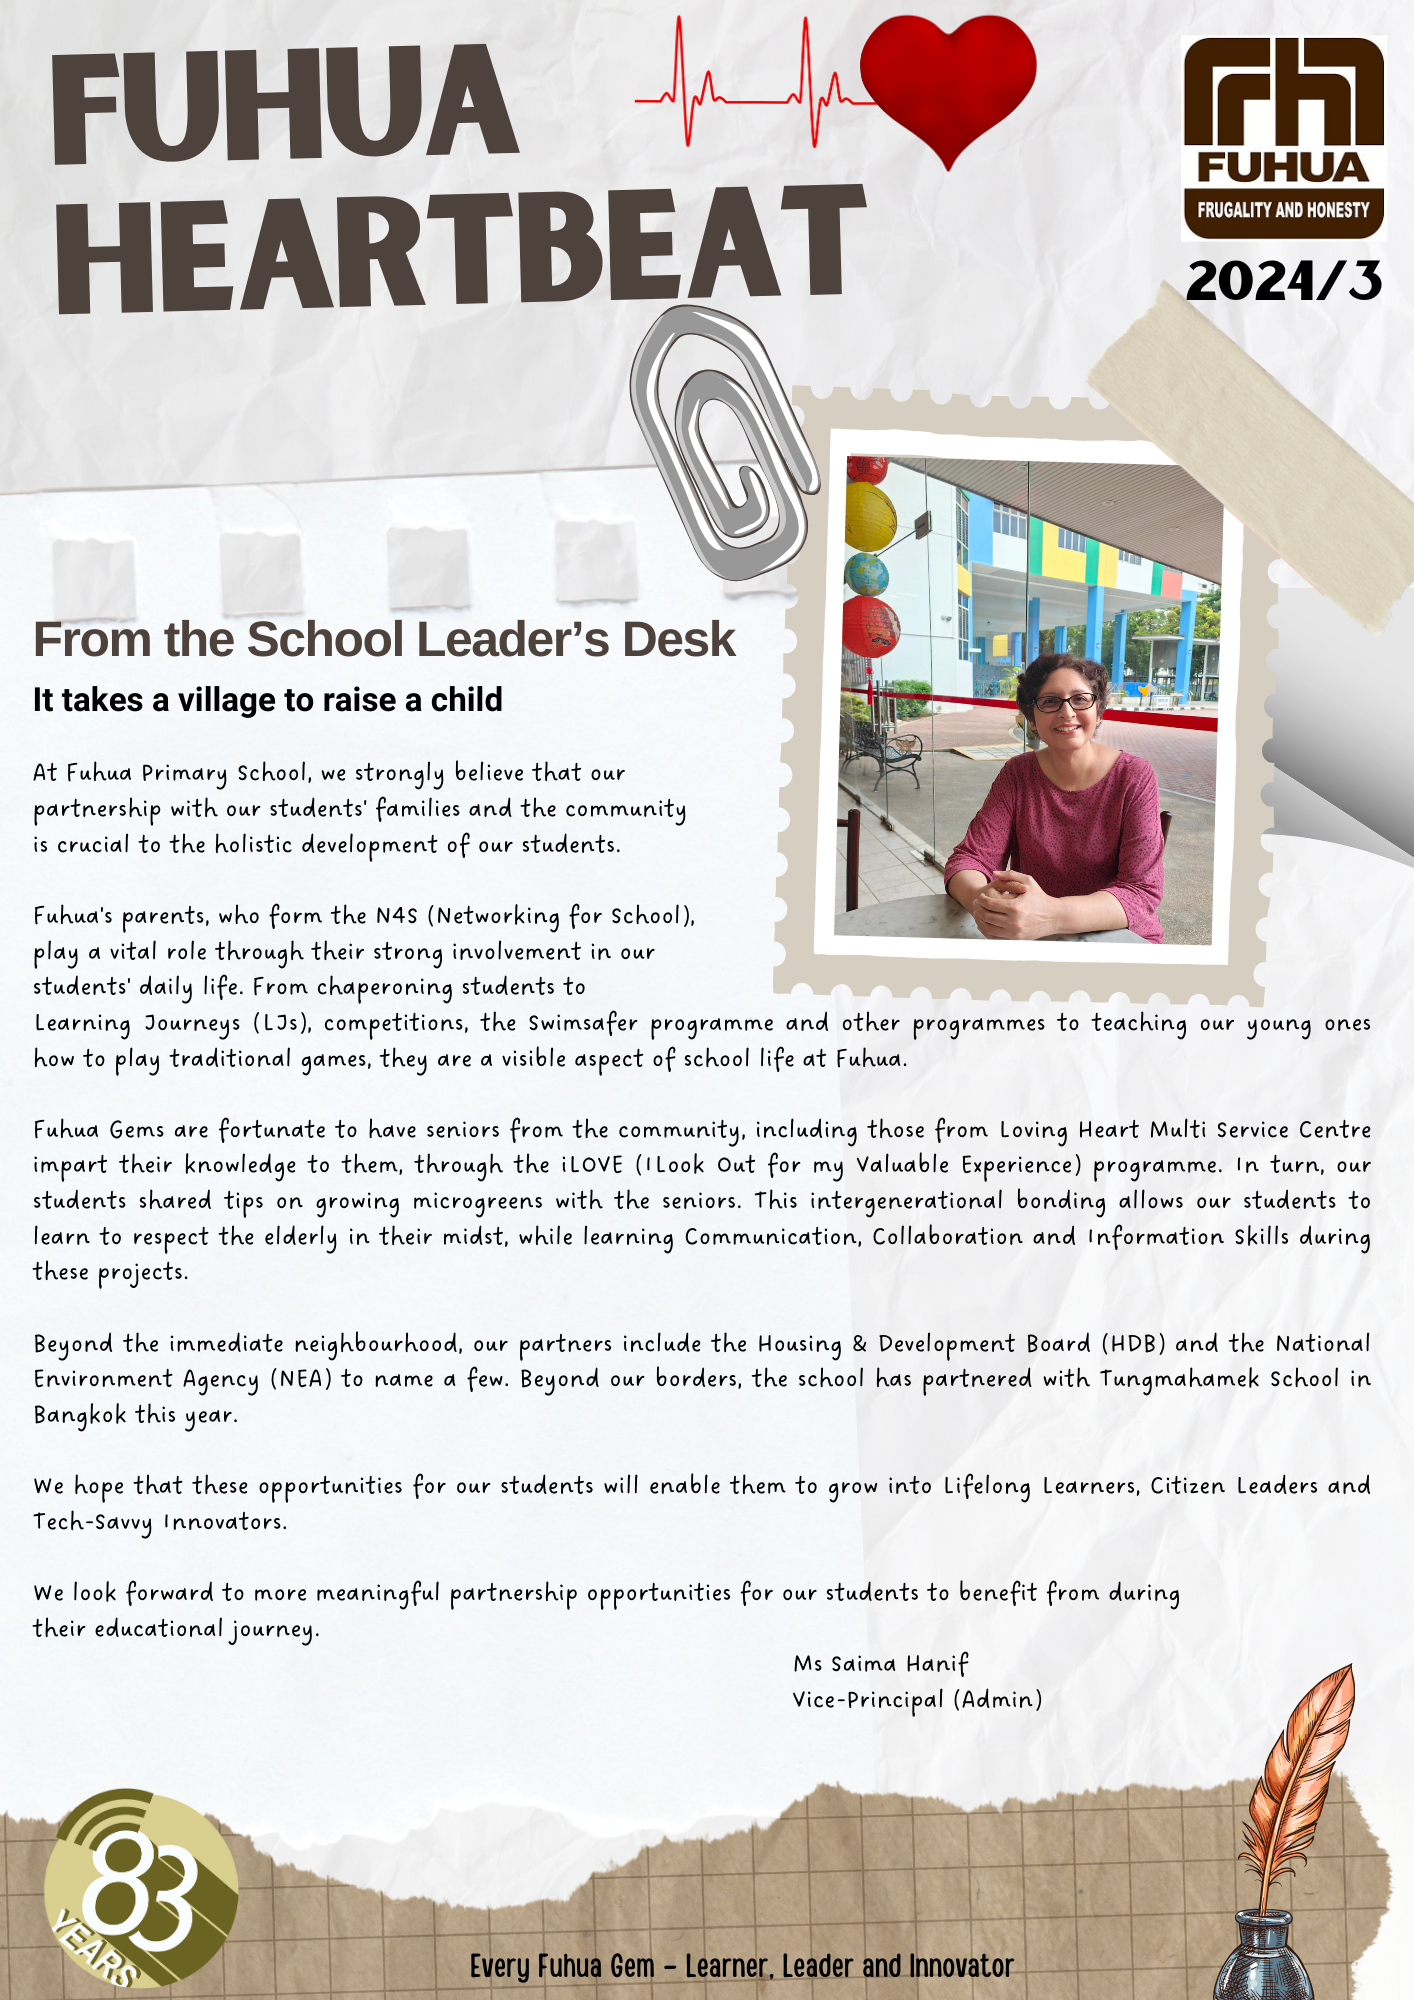 FUHUA
HEARTBEAT
FUHUA
FRUGALITY AND HONESTY
2024/3
From the School Leader’s Desk
It takes a village to raise a child
At Fuhua Primary School, we strongly believe that our
partnership with our students' families and the community
is crucial to the holistic development of our students.
Fuhua's parents, who form the N4S (Networking for School),
play a vital role through their strong involvement in our
students' daily life. From chaperoning students to
Learning Journeys (LJs), competitions, the Swimsafer programme and other programmes to teaching our young ones
how to play traditional games, they are a visible aspect of school life at Fuhua.
Fuhua Gems are fortunate to have seniors from the community, including those from Loving Heart Multi Service Centre
impart their knowledge to them, through the iLOVE (I Look Out for my Valuable Experience) programme. In turn, our
students shared tips on growing microgreens with the seniors. This intergenerational bonding allows our students to
learn to respect the elderly in their midst, while learning Communication, Collaboration and Information Skills during
these projects.
Beyond the immediate neighbourhood, our partners include the Housing & Development Board (HDB) and the National
Environment Agency (NEA) to name a few. Beyond our borders, the school has partnered with Tungmahamek School in
Bangkok this year.
We hope that these opportunities for our students will enable them to grow into Lifelong Learners, Citizen Leaders and
Tech-Savvy Innovators.
We look forward to more meaningful partnership opportunities for our students to benefit from during
their educational journey.
Ms Saima Hanif
Vice-Principal (Admin)
83
YEARS
Every Fuhua Gem – Learner, Leader and Innovator